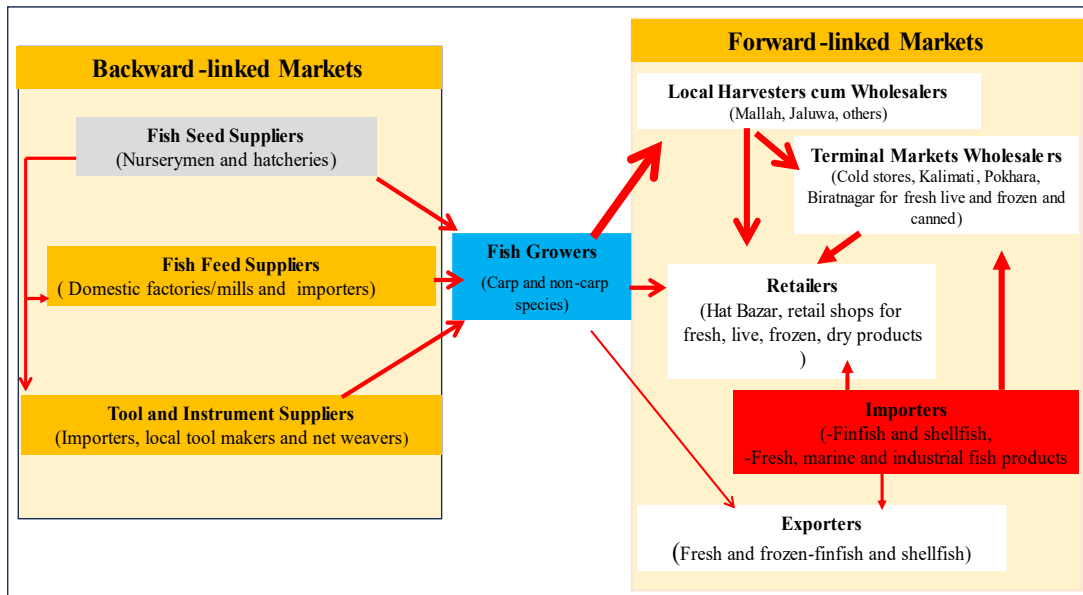 Backward-linked Markets
Fish Seed Suppliers
(Nurserymen and hatcheries)
Fish Feed Suppliers
( Domestic factories/mills and importers)
Tool and Instrument Suppliers
(Importers, local tool makers and net weavers)
Fish Growers
(Carp and non-carp
species)
Forward-linked Markets
Local Harvesters cum Wholesalers
(Mallah, Jaluwa, others)
Terminal Markets Wholesalers
(Cold stores, Kalimati, Pokhara,
Biratnagar for fresh live and frozen and
canned)
Retailers
(Hat Bazar, retail shops for
fresh, live, frozen, dry products
)
Importers
(-Finfish and shellfish,
-Fresh, marine and industrial fish products
Exporters
(Fresh and frozen-finfish and shellfish)